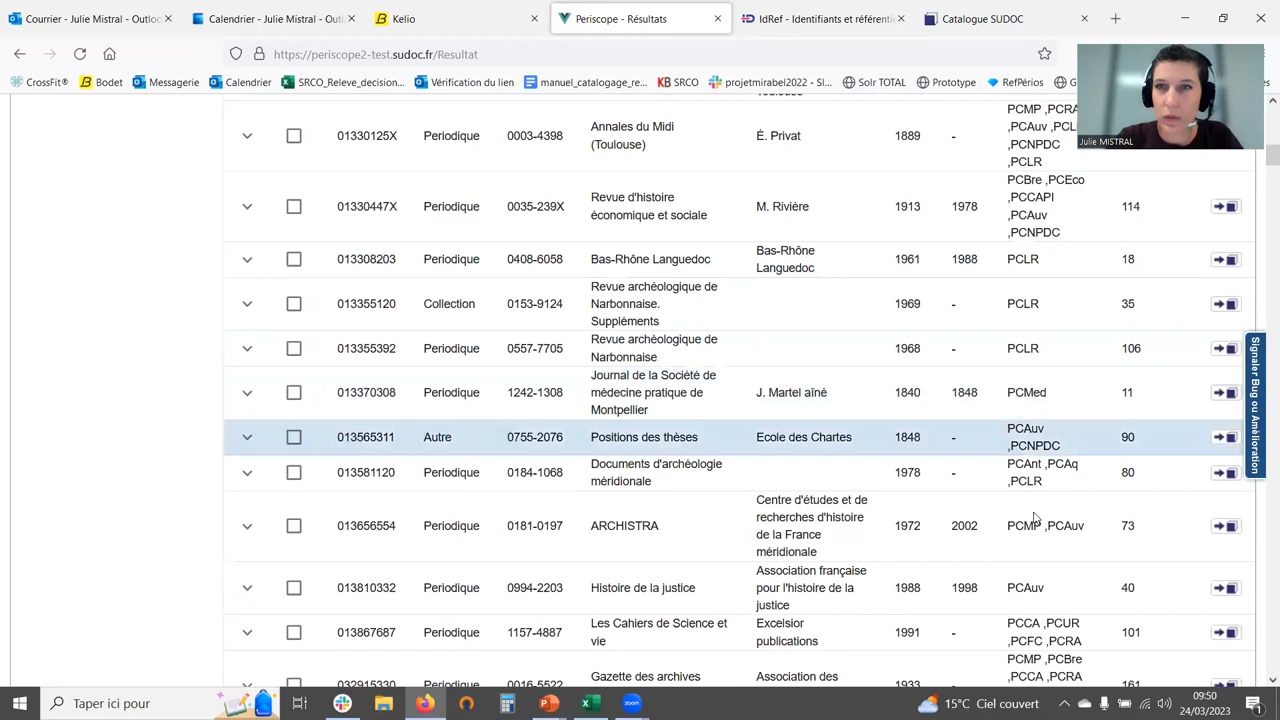 Courrier - Julie Mistral - Outloo
Calendrier - Julie Mistral - Outlo
Kelio
Periscope - Résultats
IdRef - Identifiants et référenti
Catalogue SUDOC
https://periscope2-test.sudoc.fr/Resultat
CrossFit®
Bodet
Messagerie
Calendrier
SRCO_Releve_decision...
Vérification du lien
manuel_catalogage_re...
KB SRCO
projetmirabel2022 - Sl...
Solr TOTAL
Prototype
RefPérios
Julie MISTRAL
01330125X Periodique 0003-4398 Annales du Midi (Toulouse) É. Privat 1889 - PCMP ,PCRA
,PCAuv ,PCL
,PCNPDC
,PCLR
01330447X Periodique 0035-239X Revue d'histoire économique et sociale M. Rivière 1913 1978 PCBre ,PCEco
,PCCAPI
,PCAuv
,PCNPDC
114
013308203 Periodique 0408-6058 Bas-Rhône Languedoc Bas-Rhône Languedoc 1961 1988 PCLR 18
013355120 Collection 0153-9124 Revue archéologique de Narbonnaise. Suppléments 1969 - PCLR 35
013355392 Periodique 0557-7705 Revue archéologique de Narbonnaise 1968 - PCLR 106
013370308 Periodique 1242-1308 Journal de la Société de médecine pratique de Montpellier J. Martel aîné 1840 1848 PCMed 11
013565311 Autre 0755-2076 Positions des thèses Ecole des Chartes 1848 - PCAuv ,PCNPDC 90
013581120 Periodique 0184-1068 Documents d'archéologie méridionale 1978 - PCAnt ,PCAq ,PCLR 80
013656554 Periodique 0181-0197 ARCHISTRA Centre d'études et de recherches d'histoire de la France méridionale 1972 2002 PCMP ,PCAuv 73
013810332 Periodique 0994-2203 Histoire de la justice Association française pour l'histoire de la justice 1988 1998 PCAuv 40
013867687 Periodique 1157-4887 Les Cahiers de Science et vie Excelsior publications 1991 - PCCA ,PCUR ,PCFC ,PCRA 101
Periodique 0016-5522 Gazette des archives Association des 1933 PCMP ,PCBre ,PCCA ,PCRA 161
Signaler Bug ou Amélioration
Taper ici pour
15°C Ciel couvert
09:50
24/03/2023